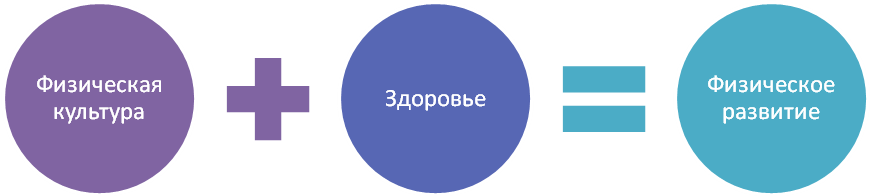 Физическая
культура
Здоровье
Физическое
развитие